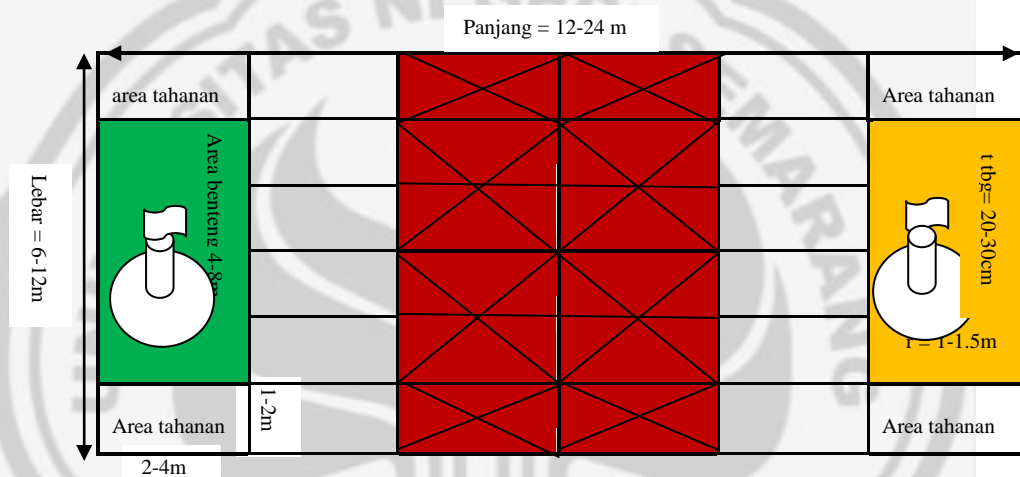 Panjang = 12-24 m
area tahanan
Area tahanan
Lebar = 6-12m
Area benteng 4-8m
t tbg= 20-30cm
r = 1-1.5m
Area tahanan
1-2m
Area tahanan
2-4m